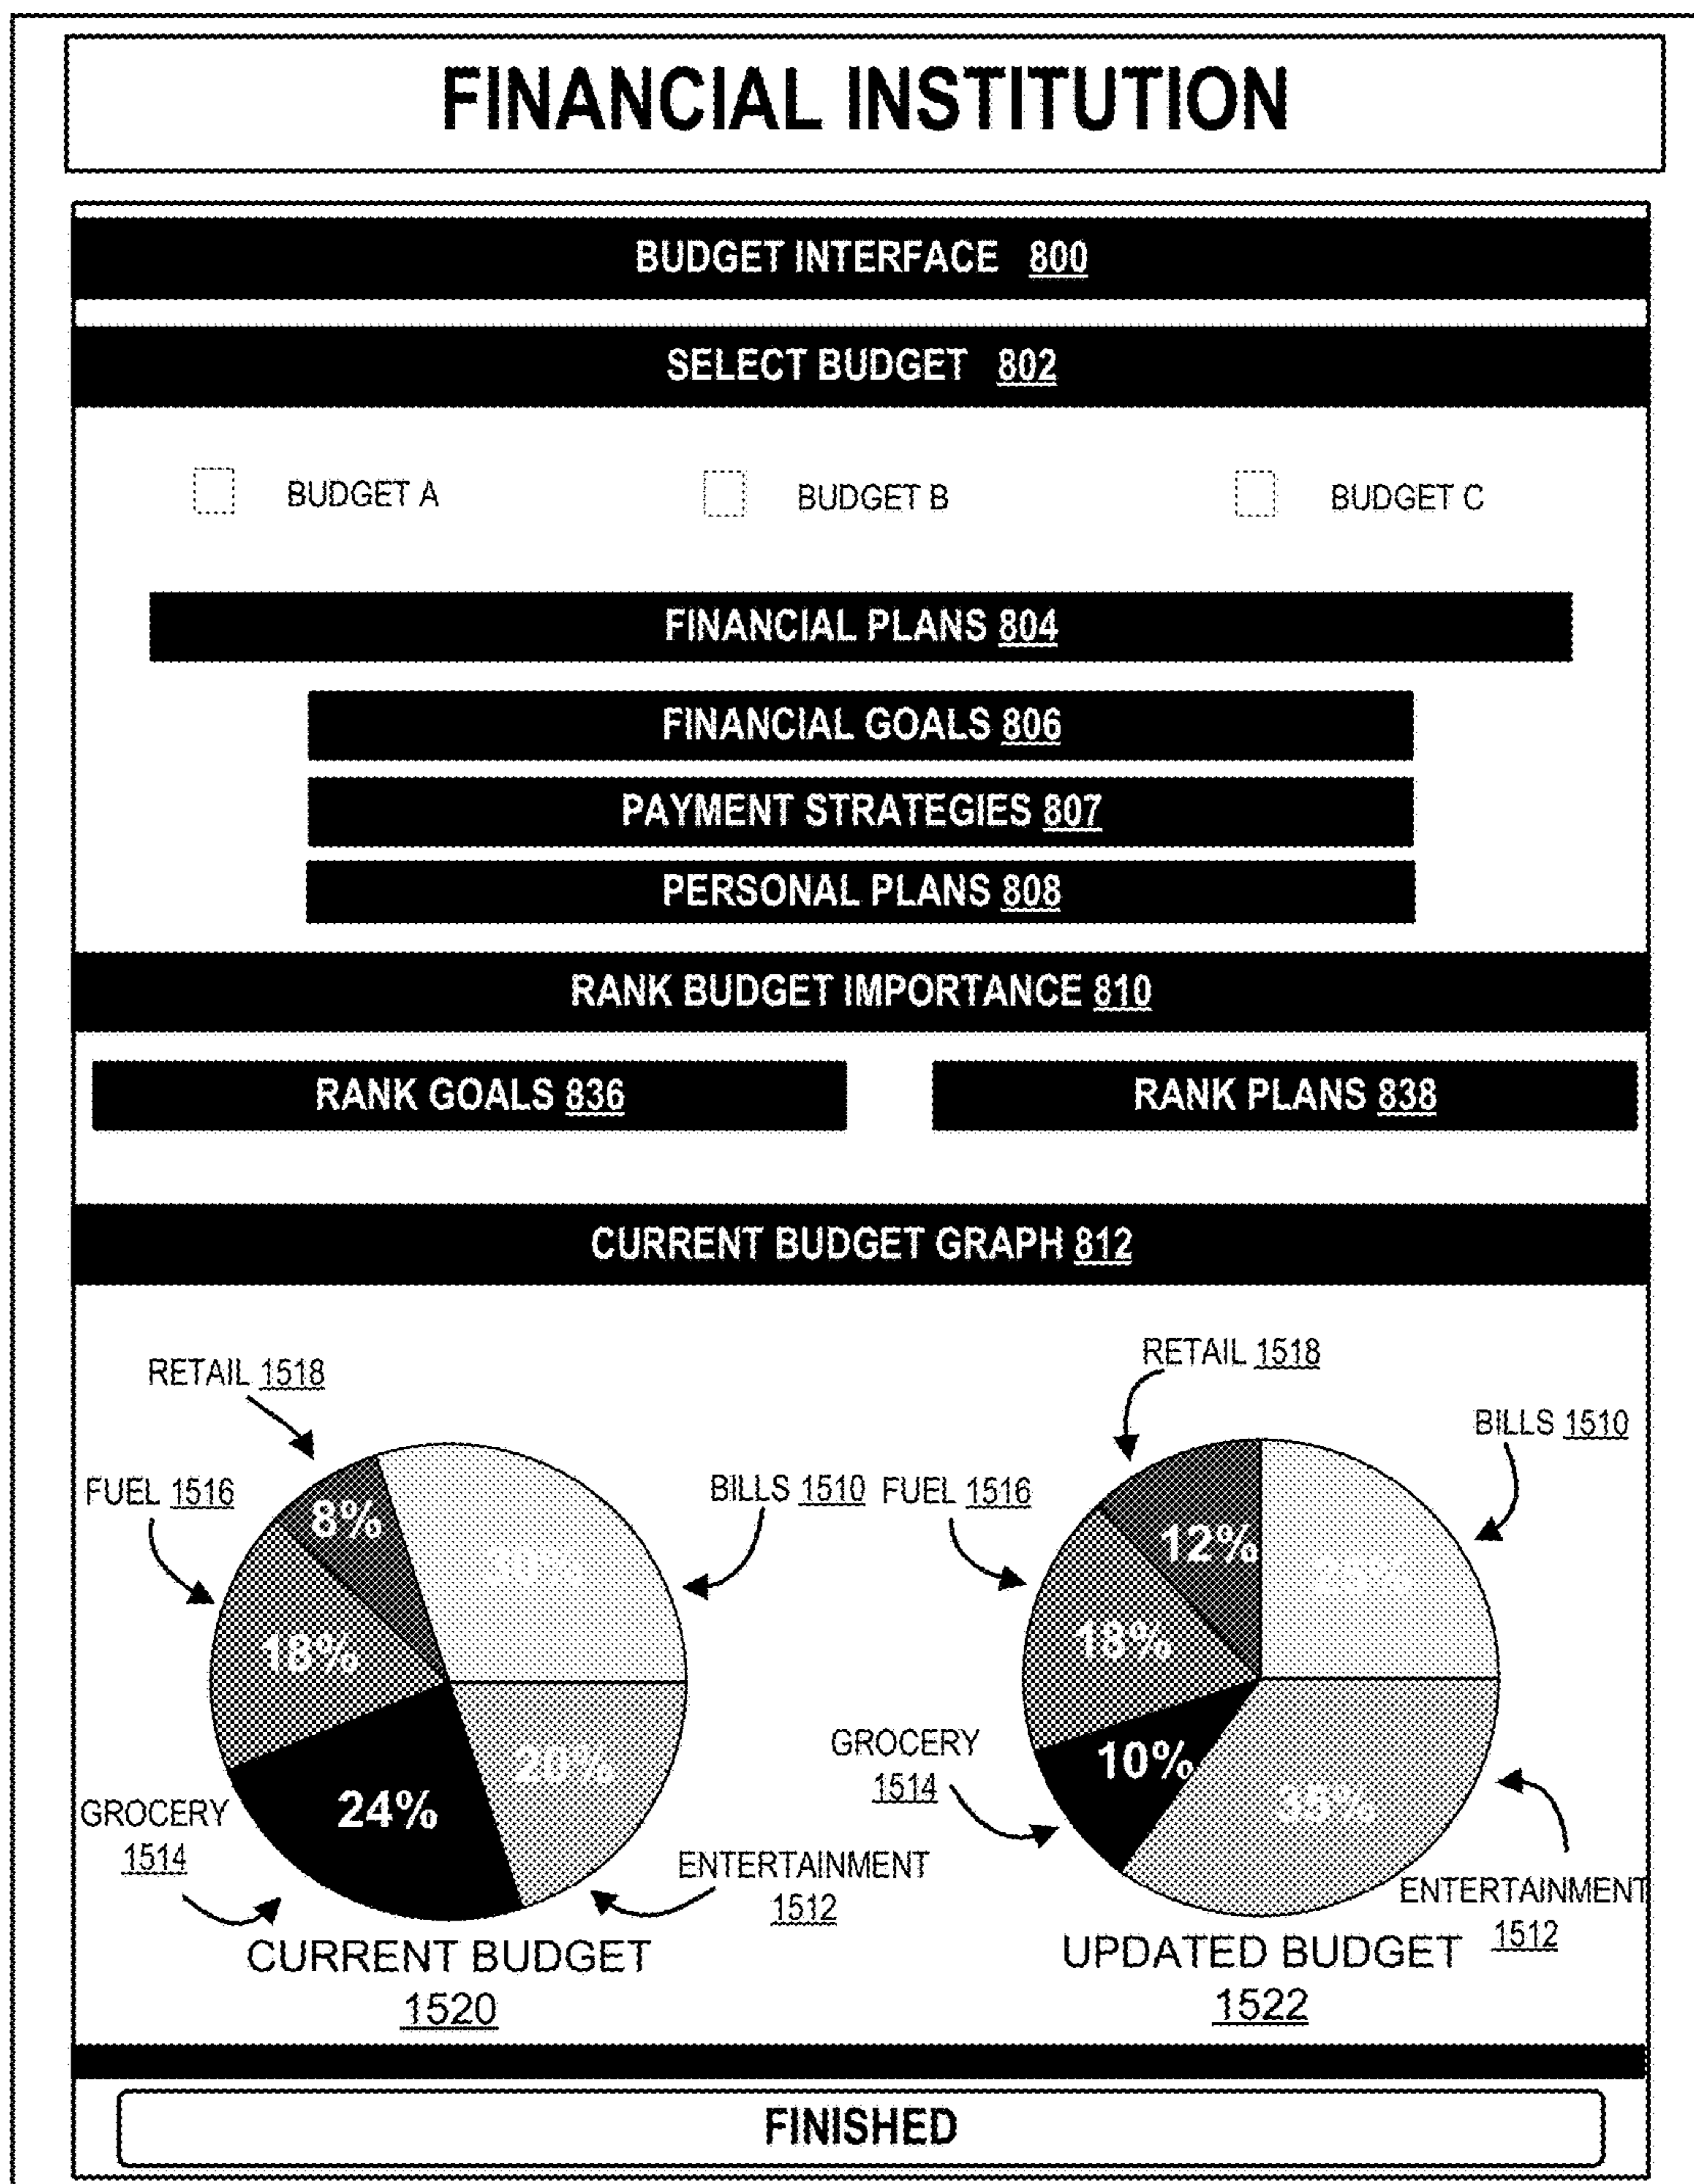 FINANCIAL INSTITUTION
BUDGET INTERFACE 800
SELECT BUDGET 802
BUDGET A
BUDGET B
BUDGET C
FINANCIAL PLANS 804
FINANCIAL GOALS 806
PAYMENT STRATEGIES 807
PERSONAL PLANS 808
RANK BUDGET IMPORTANCE 810
RANK GOALS 836
RANK PLANS 838
CURRENT BUDGET GRAPH 812
RETAIL 1518
FUEL 1516
BILLS 1510
8%
30%
18%
20%
24%
GROCERY
1514
ENTERTAINMENT
1512
CURRENT BUDGET
1520
RETAIL 1518
BILLS 1510
FUEL 1516
12%
25%
18%
10%
35%
GROCERY
1514
ENTERTAINMENT
1512
UPDATED BUDGET
1522
FINISHED